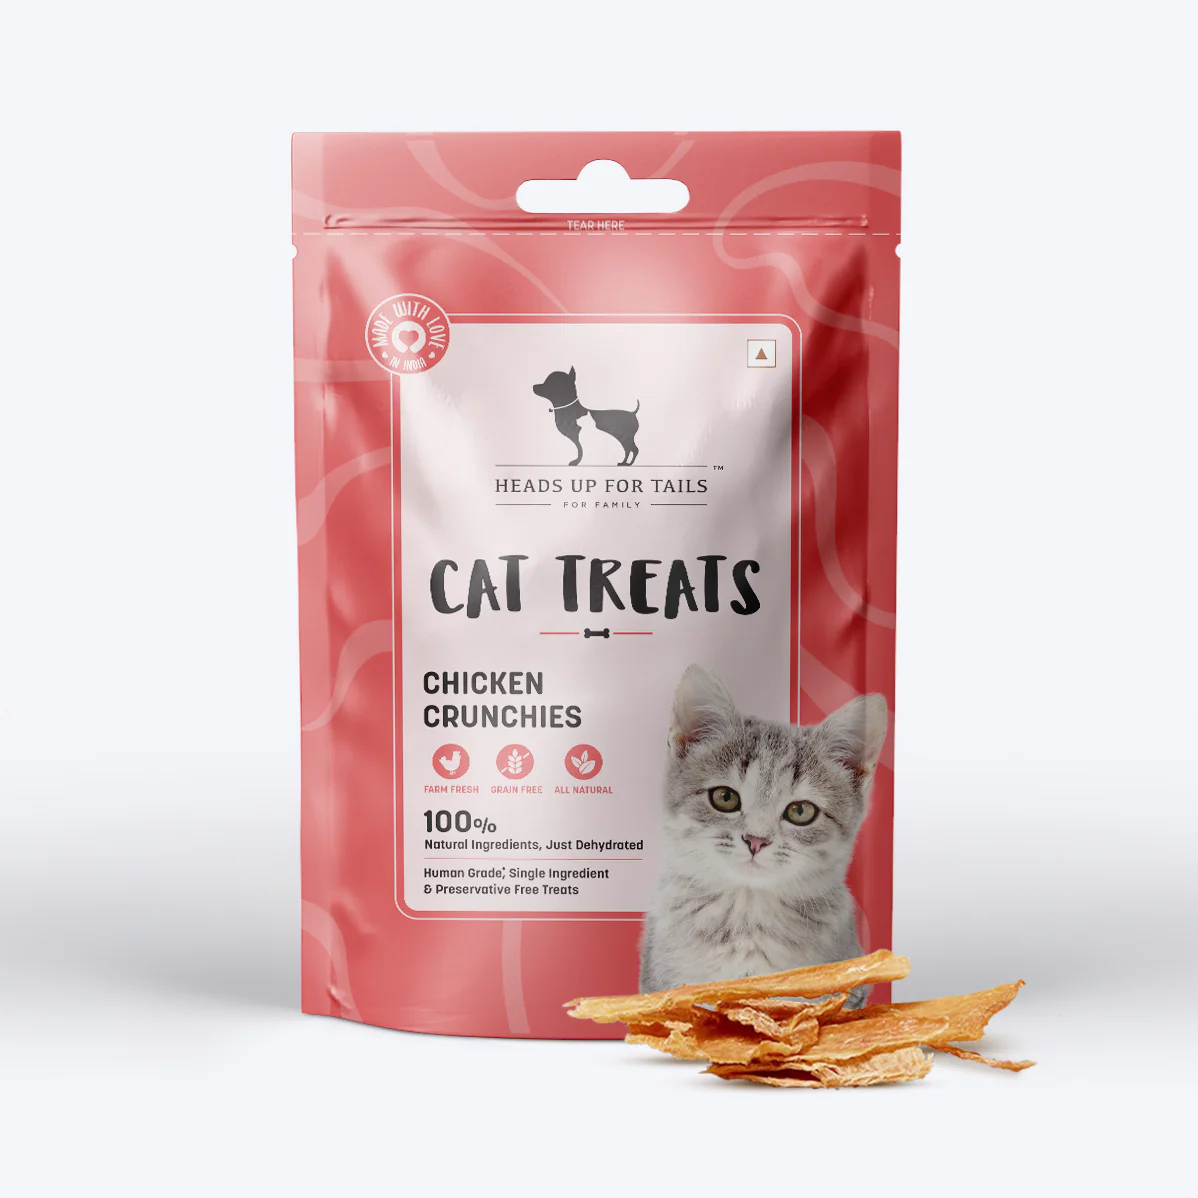 TEAR HERE
MADE WITH LOVE
IN INDIA
HEADS UP FOR TAILS™
FOR FAMILY
CAT TREATS
CHICKEN
CRUNCHIES
FARM FRESH GRAIN FREE ALL NATURAL
100%
Natural Ingredients, Just Dehydrated
Human Grade*, Single Ingredient
& Preservative Free Treats